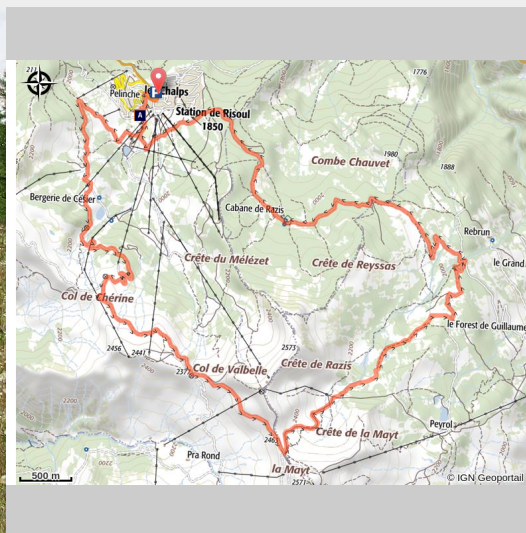 211
Pelinche
les Chalps
P
A
Station de Risoul
1850
1776
Combe Chauvet
1980
1888
Bergerie de Césier
Cabane de Razis
Rebrun
le Grand
Crête du Mélézet
Crête de Reyssas
Col de Chérine
le Forest de Guillaume
2456
2441
2573
Col de Valbelle
Crête de Razis
2377
Peyrol
2463
Crête de la Mayt
Pra Rond
la Mayt
2571
500 m
© IGN Geoportail